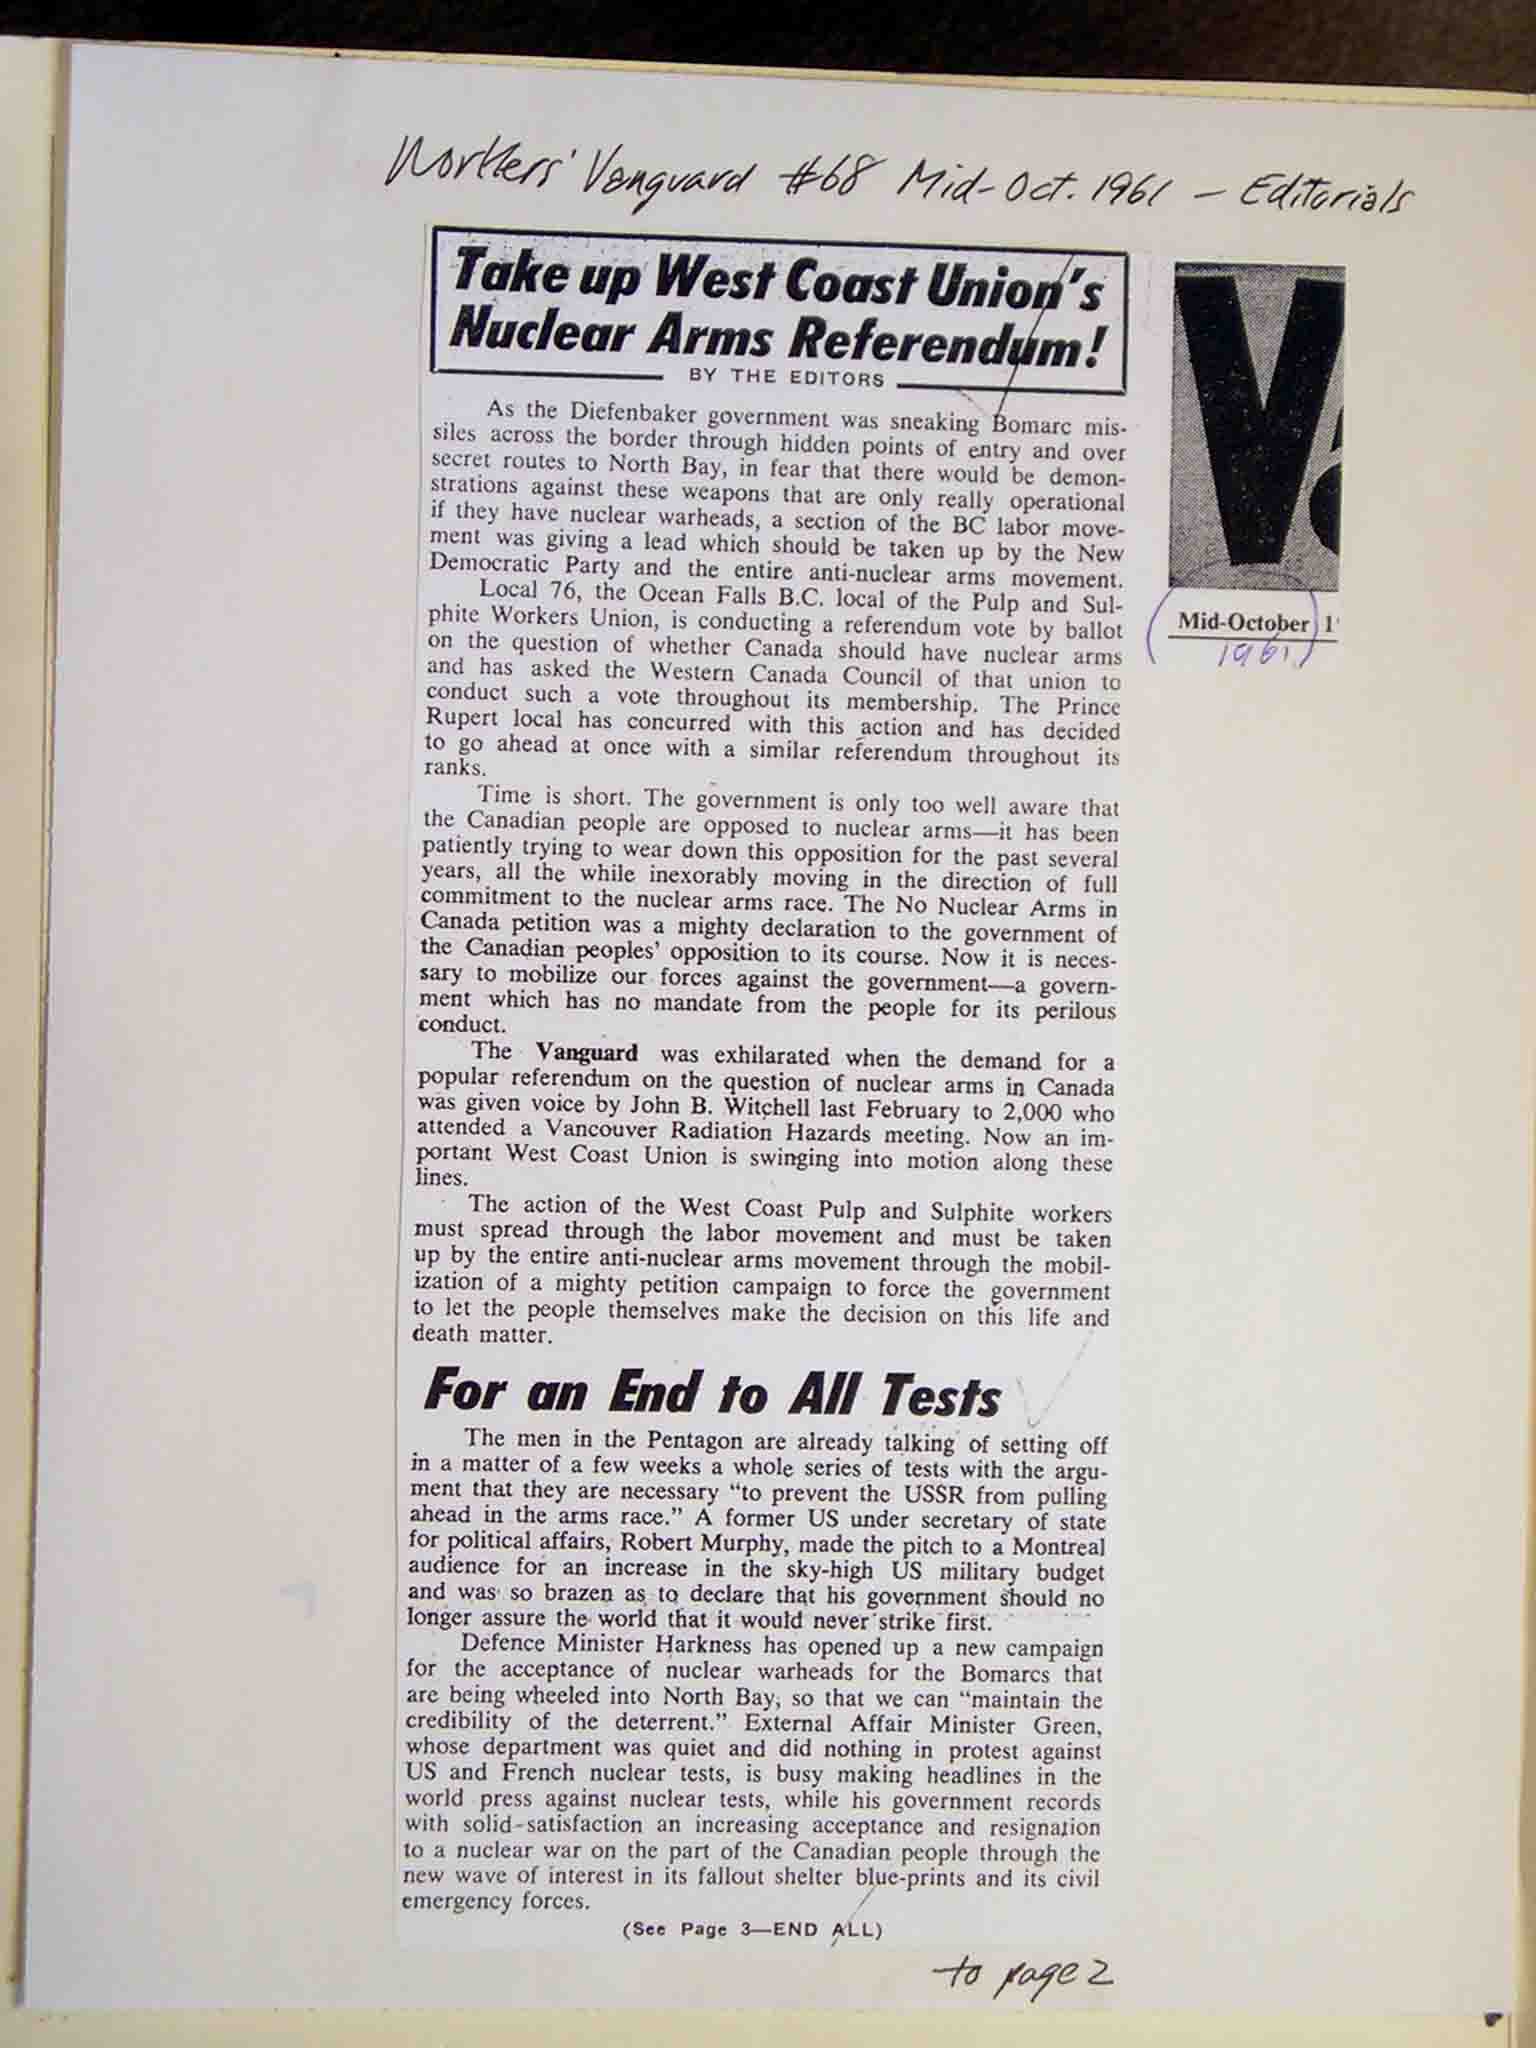 Workers' Vanguard #68 Mid-Oct. 1961 - Editorials
Take up West Coast Union's
Nuclear Arms Referendum!
BY THE EDITORS
As the Diefenbaker government was sneaking Bomarc mis-
siles across the border through hidden points of entry and over
secret routes to North Bay, in fear that there would be demon-
strations against these weapons that are only really operational
if they have nuclear warheads, a section of the BC labor move-
ment was giving a lead which should be taken up by the New
Democratic Party and the entire anti-nuclear arms movement.
Local 76, the Ocean Falls B.C. local of the Pulp and Sul-
phite Workers Union, is conducting a referendum vote by ballot
on the question of whether Canada should have nuclear arms
and has asked the Western Canada Council of that union to
conduct such a vote throughout its membership. The Prince
Rupert local has concurred with this action and has decided
to go ahead at once with a similar referendum throughout its
ranks.
Time is short. The government is only too well aware that
the Canadian people are opposed to nuclear arms—it has been
patiently trying to wear down this opposition for the past several
years, all the while inexorably moving in the direction of full
commitment to the nuclear arms race. The No Nuclear Arms in
Canada petition was a mighty declaration to the government of
the Canadian peoples' opposition to its course. Now it is neces-
sary to mobilize our forces against the government—a govern-
ment which has no mandate from the people for its perilous
conduct.
The Vanguard was exhilarated when the demand for a
popular referendum on the question of nuclear arms in Canada
was given voice by John B. Witchell last February to 2,000 who
attended a Vancouver Radiation Hazards meeting. Now an im-
portant West Coast Union is swinging into motion along these
lines.
The action of the West Coast Pulp and Sulphite workers
must spread through the labor movement and must be taken
up by the entire anti-nuclear arms movement through the mobil-
ization of a mighty petition campaign to force the government
to let the people themselves make the decision on this life and
death matter.
For an End to All Tests
The men in the Pentagon are already talking of setting off
in a matter of a few weeks a whole series of tests with the argu-
ment that they are necessary "to prevent the USSR from pulling
ahead in the arms race." A former US under secretary of state
for political affairs, Robert Murphy, made the pitch to a Montreal
audience for an increase in the sky-high US military budget
and was so brazen as to declare that his government should no
longer assure the world that it would never strike first.
Defence Minister Harkness has opened up a new campaign
for the acceptance of nuclear warheads for the Bomarcs that
are being wheeled into North Bay, so that we can "maintain the
credibility of the deterrent." External Affair Minister Green,
whose department was quiet and did nothing in protest against
US and French nuclear tests, is busy making headlines in the
world press against nuclear tests, while his government records
with solid-satisfaction an increasing acceptance and resignation
to a nuclear war on the part of the Canadian people through the
new wave of interest in its fallout shelter blue-prints and its civil
emergency forces.
(See Page 3—END ALL)
to page 2
V
Mid-October 1
1961